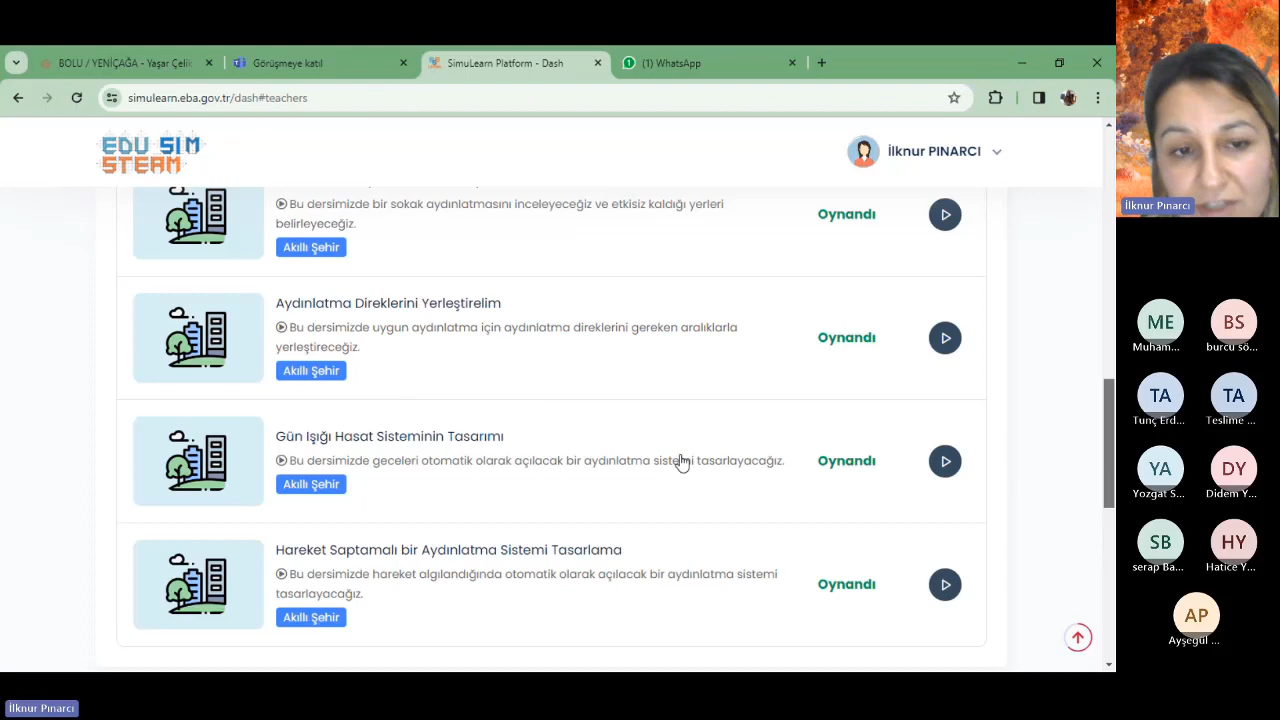 BOLU / YENİÇAĞA - Yaşar Çelik
Görüşmeye katıl
SimuLearn Platform - Dash
(1) WhatsApp
simulearn.eba.gov.tr/dash#teachers
EDU SIM
STEAM
İlknur PINARCI
Bu dersimizde bir sokak aydınlatmasını inceleyeceğiz ve etkisiz kaldığı yerleri
belirleyeceğiz.
Oynandı
Akıllı Şehir
Aydınlatma Direklerini Yerleştirelim
Bu dersimizde uygun aydınlatma için aydınlatma direklerini gereken aralıklarla
yerleştireceğiz.
Oynandı
Akıllı Şehir
Gün Işığı Hasat Sisteminin Tasarımı
Bu dersimizde geceleri otomatik olarak açılacak bir aydınlatma sistemi tasarlayacağız.
Oynandı
Akıllı Şehir
Hareket Saptamalı bir Aydınlatma Sistemi Tasarlama
Bu dersimizde hareket algılandığında otomatik olarak açılacak bir aydınlatma sistemi
tasarlayacağız.
Oynandı
Akıllı Şehir
İlknur Pınarcı
ME
Muham...
BS
burcu sö...
TA
Tunç Erd...
TA
Teslime ...
YA
Yozgat S...
DY
Didem Y...
SB
serap Ba...
HY
Hatice Y...
AP
Ayşegül ...
İlknur Pınarcı